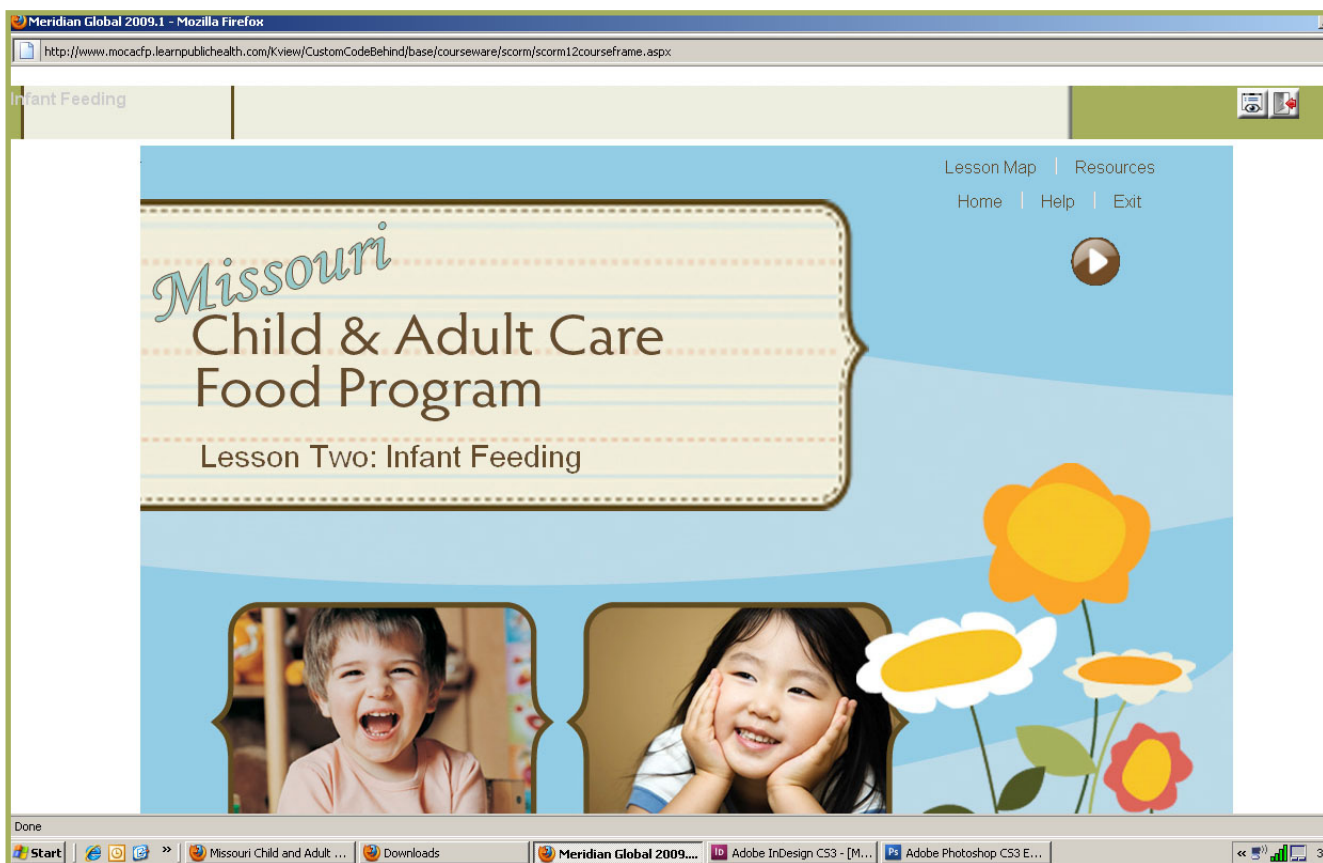 Meridian Global 2009.1 - Mozilla Firefox
http://www.mocacfp.learnpublichealth.com/Kview/CustomCodeBehind/base/courseware/scorm/scorm12courseframe.aspx
Infant Feeding
Lesson Map | Resources
Home | Help | Exit
Missouri
Child & Adult Care
Food Program
Lesson Two: Infant Feeding
Done
Start » Missouri Child and Adult ... Downloads Meridian Global 2009.... Adobe InDesign CS3 - [M... Adobe Photoshop CS3 E... « 3